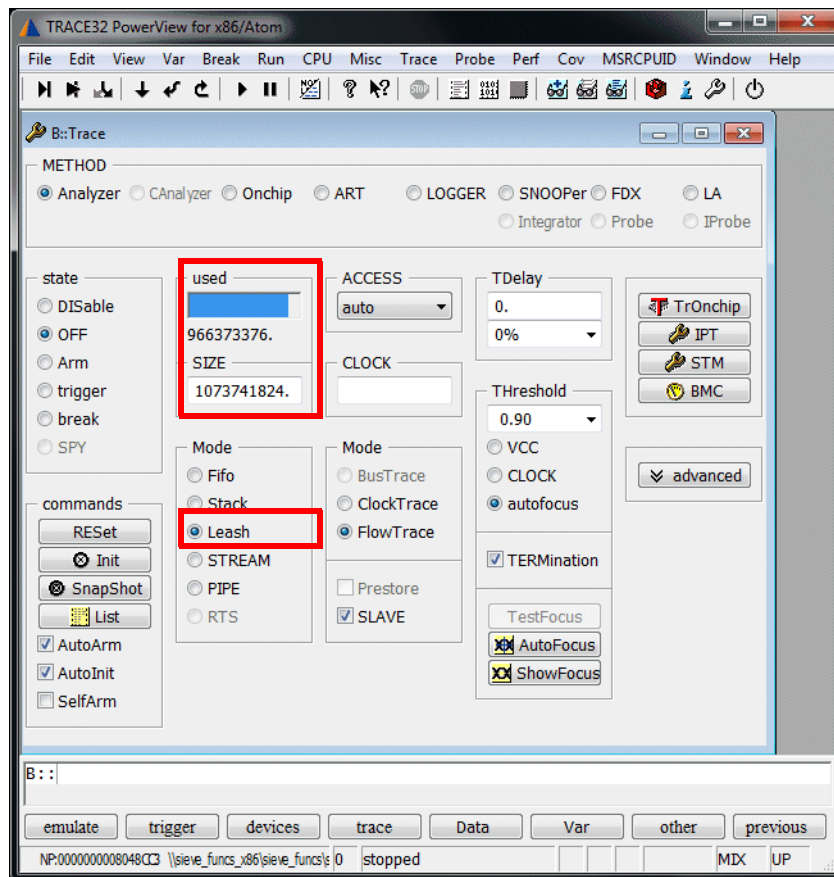 TRACE32 PowerView for x86/Atom
File Edit View Var Break Run CPU Misc Trace Probe Perf Cov MSRCPUID Window Help
B::Trace
METHOD
Analyzer CAnalyzer Onchip ART LOGGER SNOOPer FDX LA
Integrator Probe IProbe
state used ACCESS TDelay
DISable auto 0. TrOnchip
OFF 966373376. 0% IPT
Arm SIZE CLOCK STM
trigger 1073741824. THreshold BMC
break 0.90
SPY Mode Mode VCC
Fifo BusTrace CLOCK advanced
commands Stack ClockTrace autofocus
RESet Leash FlowTrace
Init STREAM TERMination
SnapShot PIPE Prestore
List RTS SLAVE TestFocus
AutoArm AutoFocus
AutoInit ShowFocus
SelfArm
B::
emulate trigger devices trace Data Var other previous
NP:0000000008048CC3 \\sieve_funcs_x86\sieve_funcs\s 0 stopped MIX UP